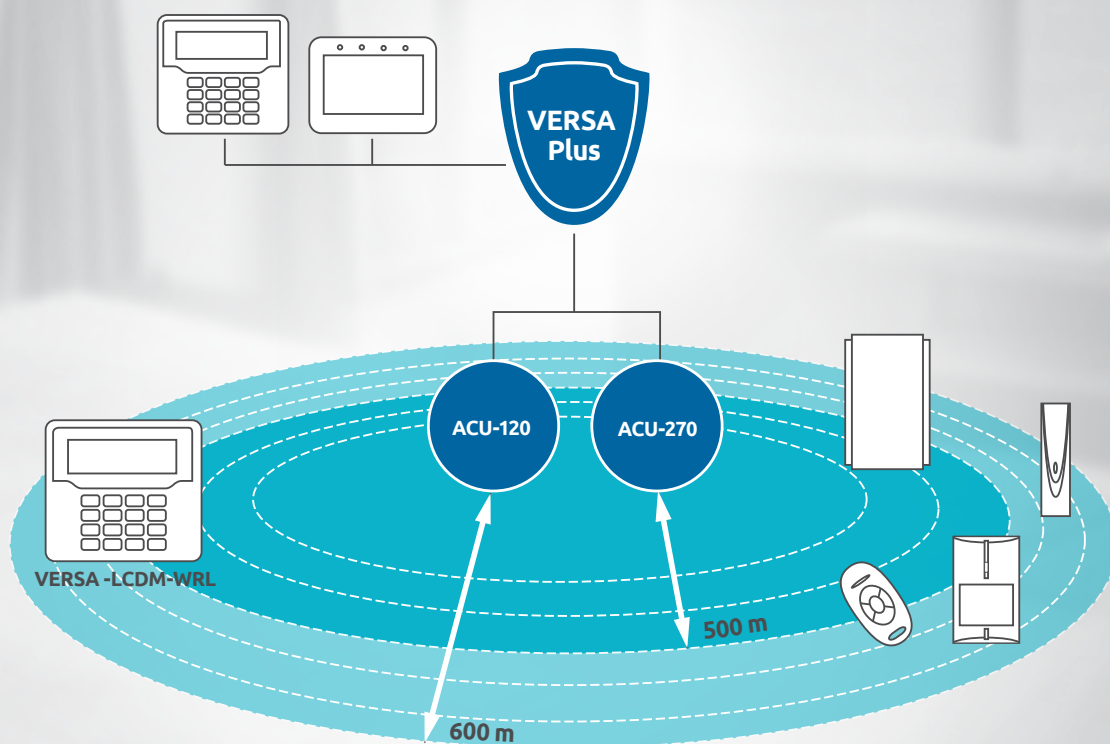 VERSA
Plus
ACU-120
ACU-270
VERSA -LCDM-WRL
500 m
600 m